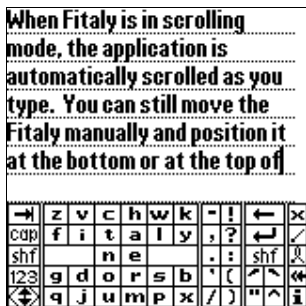 When Fitaly is in scrolling
mode, the application is
automatically scrolled as you
type. You can still move the
Fitaly manually and position it
at the bottom or at the top of
z v c h w k - !
cap f i t a l y , ?
shf n e . : shf
123 g d o r s b ' (
q j u m p x / ) "